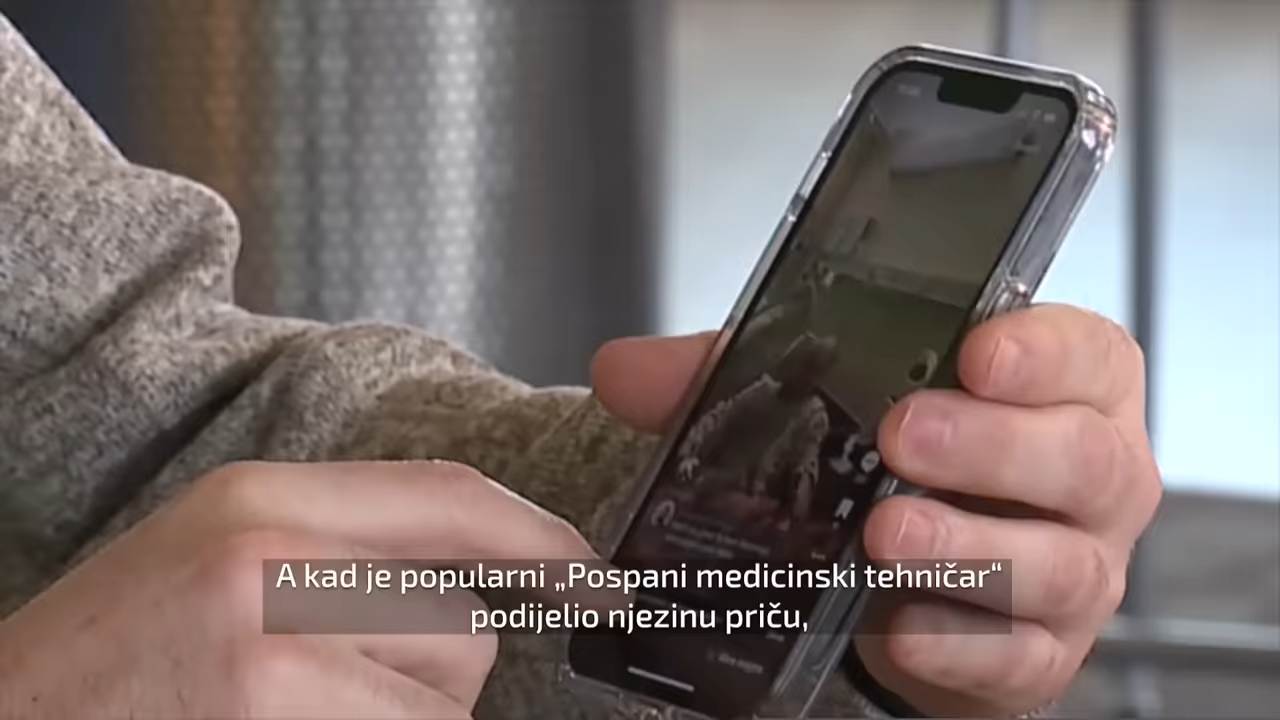 A kad je popularni „Pospani medicinski tehničar“
podijelio njezinu priču,